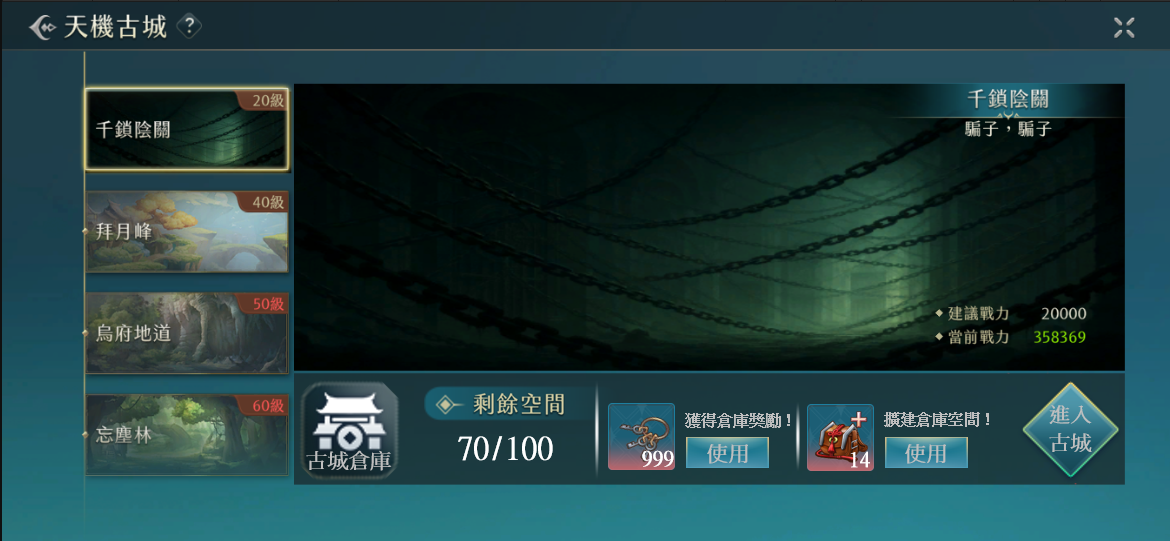 天機古城 ?
20級
千鎖陰關
40級
拜月峰
50級
烏府地道
60級
忘塵林
千鎖陰關
騙子，騙子
建議戰力 20000
當前戰力 358369
古城倉庫
剩餘空間
70/100
999
獲得倉庫獎勵！
使用
14
擴建倉庫空間！
使用
進入
古城